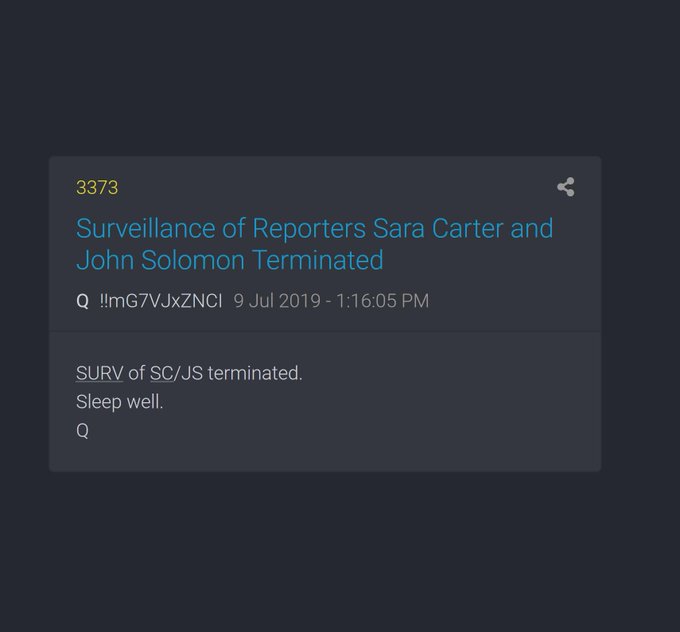 3373
Surveillance of Reporters Sara Carter and
John Solomon Terminated
Q !!mG7VJxZNCI 9 Jul 2019 - 1:16:05 PM
SURV of SC/JS terminated.
Sleep well.
Q